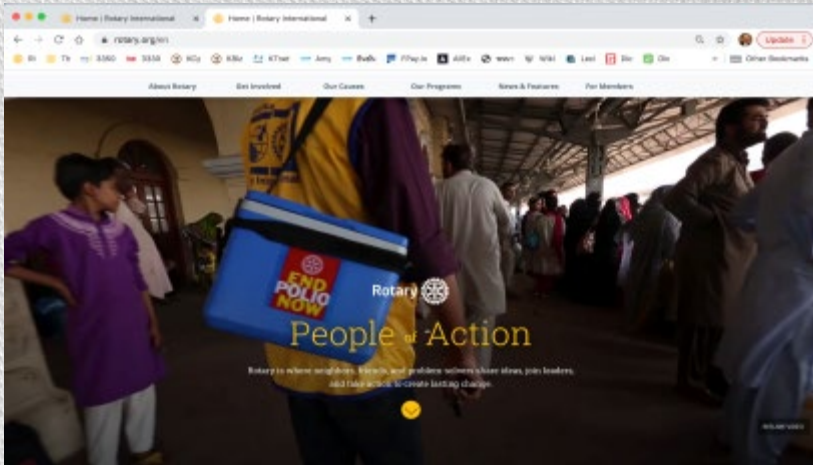 Home | Rotary International
Home | Rotary International
rotary.org/en
Update
3350
3330
Other Bookmarks
About Rotary
Get Involved
Our Causes
Our Programs
News & Features
For Members
END
POLIO
NOW
Rotary
People of Action
Rotary is where neighbors, friends, and problem-solvers share ideas, join leaders,
and take action to create lasting change.